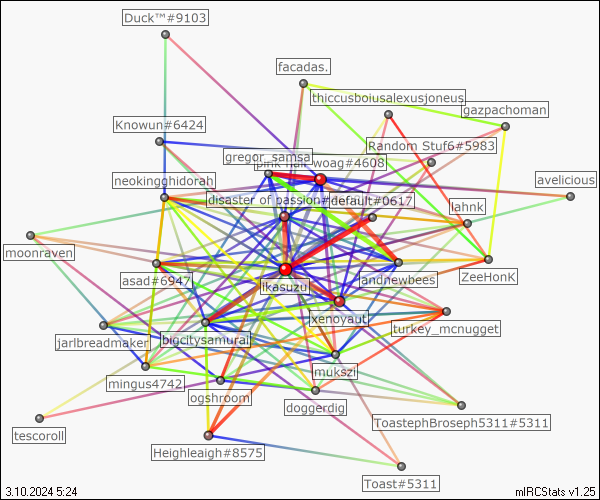 Duck™#9103
facadas.
thiccusboiusalexusjoneus
gazpachoman
Knowun#6424
Random Stuf6#5983
gregor_samsa
woag#4608
neokingghidorah
disaster of passion#
default#0617
avelicious
lahnk
moonraven
asad#6947
ikasuzu
andnewbees
ZeeHonK
xenoyaut
turkey_mcnugget
jarlbreadmaker
bigcitysamurai
mukszi
mingus4742
ogshroom
doggerdig
ToastephBroseph5311#5311
tescoroll
Heighleaigh#8575
Toast#5311
3.10.2024 5:24
mIRCStats v1.25